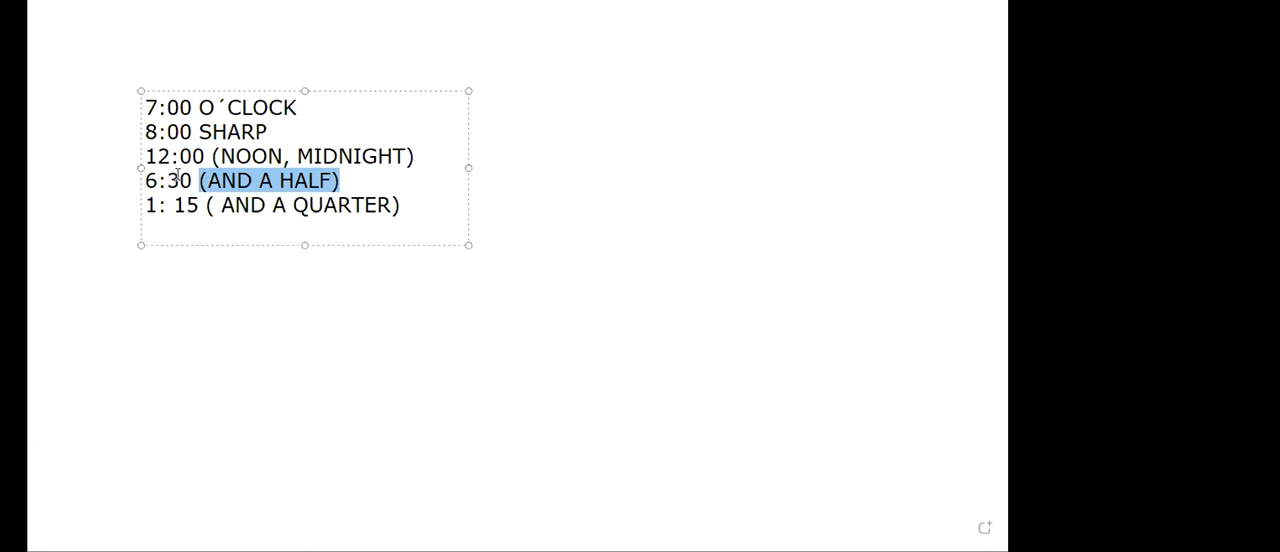 7:00 O´CLOCK
8:00 SHARP
12:00 (NOON, MIDNIGHT)
6:30 (AND A HALF)
1: 15 ( AND A QUARTER)